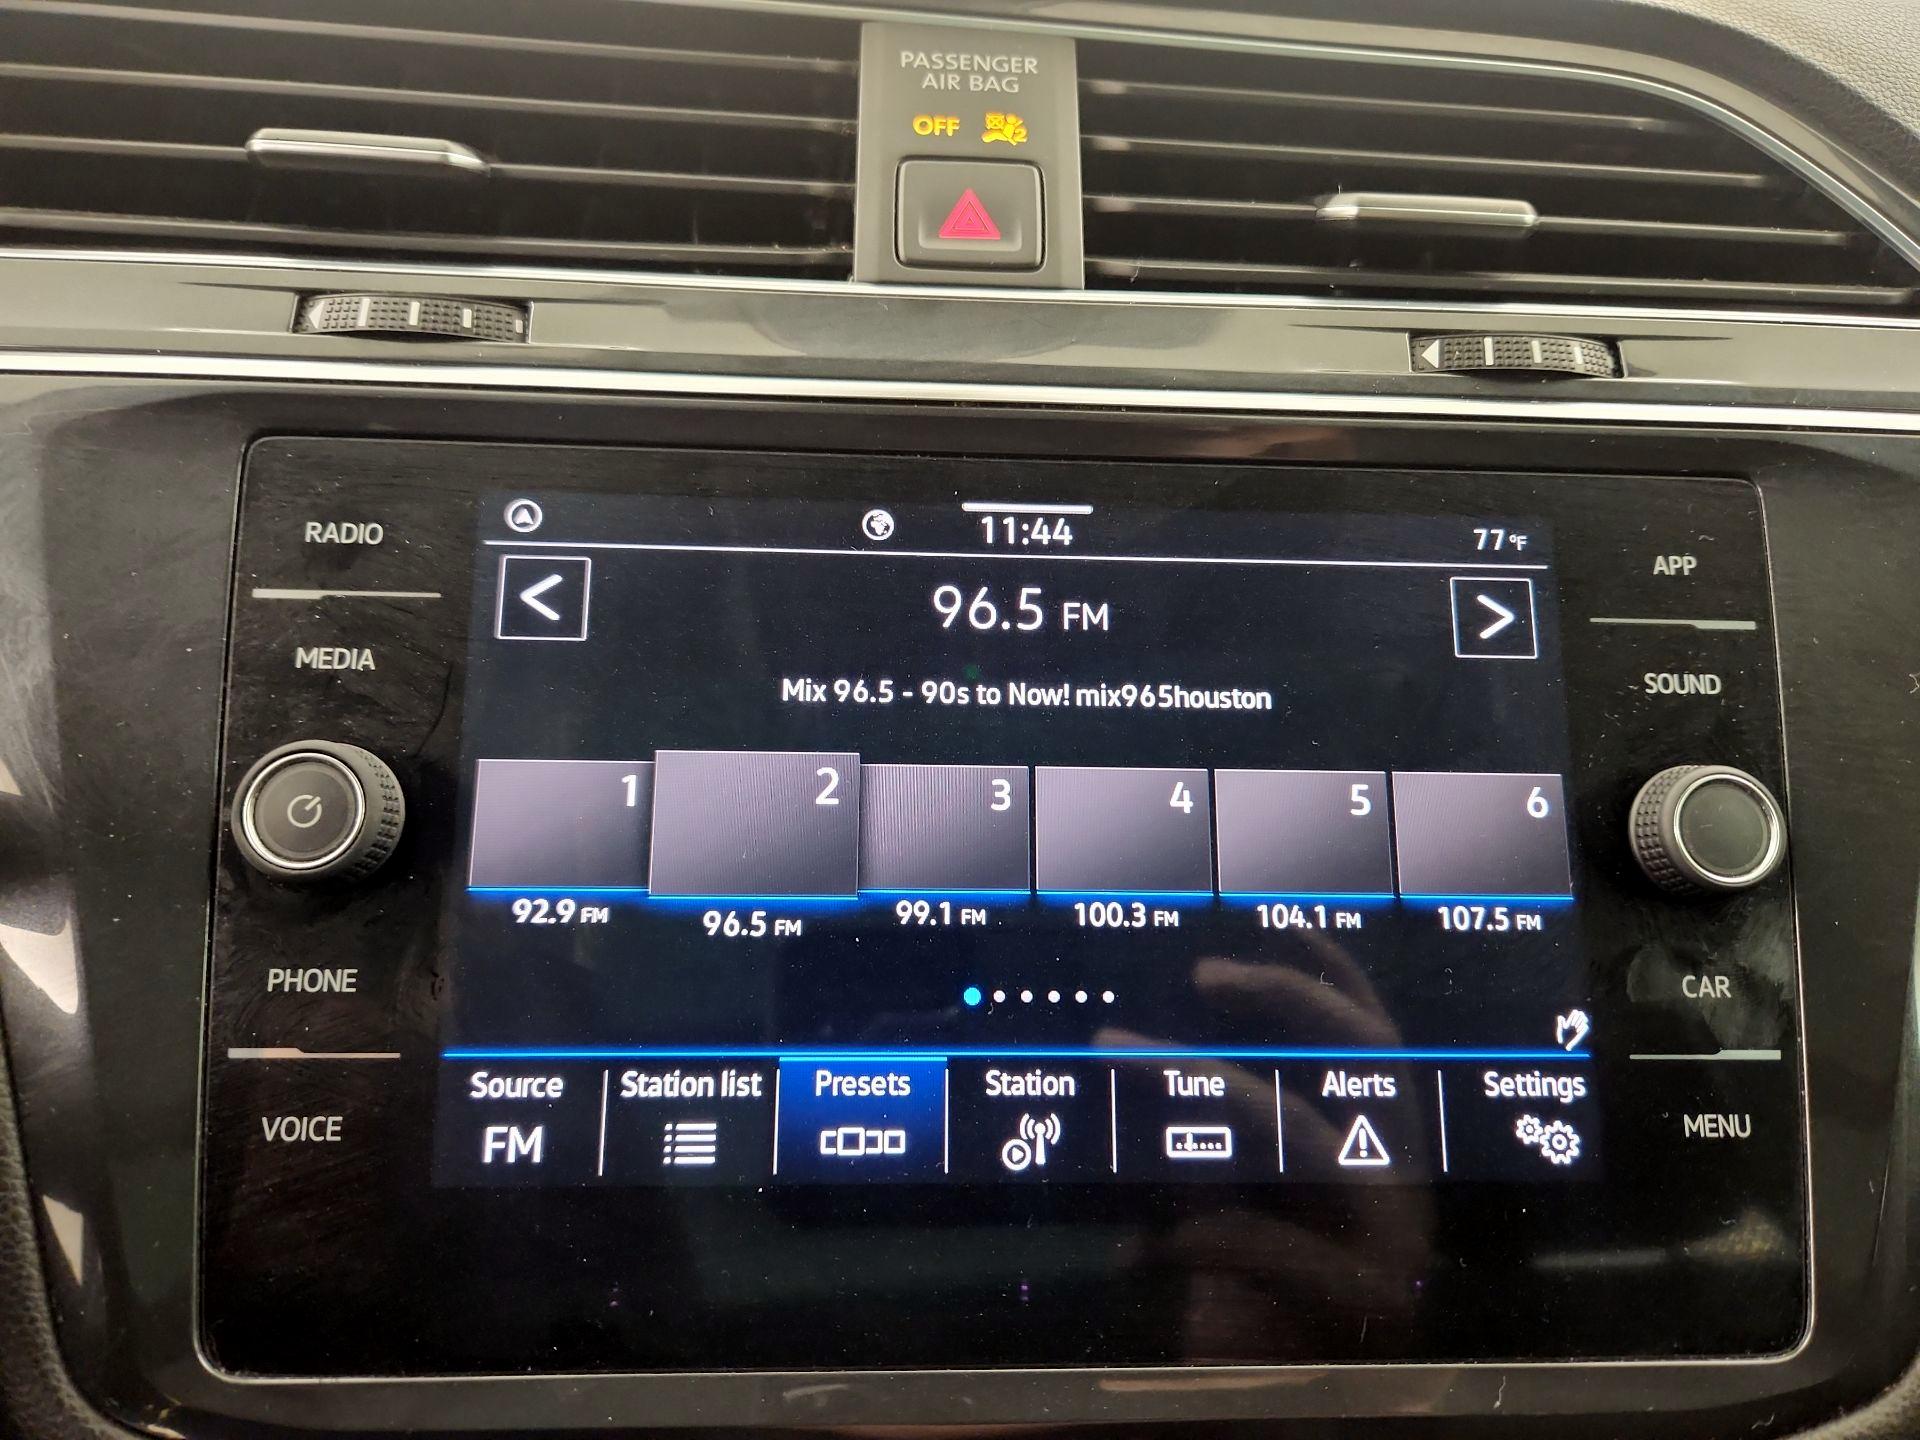 PASSENGER
AIR BAG
OFF
RADIO
MEDIA
PHONE
VOICE
11:44
77°F
96.5 FM
Mix 96.5 - 90s to Now! mix965houston
1 2 3 4 5 6
92.9 FM 96.5 FM 99.1 FM 100.3 FM 104.1 FM 107.5 FM
Source Station list Presets Station Tune Alerts Settings
FM
APP
SOUND
CAR
MENU